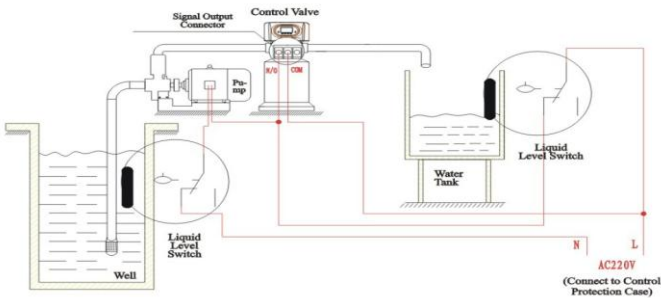 Signal Output
Connector
Control Valve
N/O
COM
Pu-
mp
Liquid
Level Switch
Water
Tank
Liquid
Level
Switch
Well
N
L
AC220V
(Connect to Control
Protection Case)